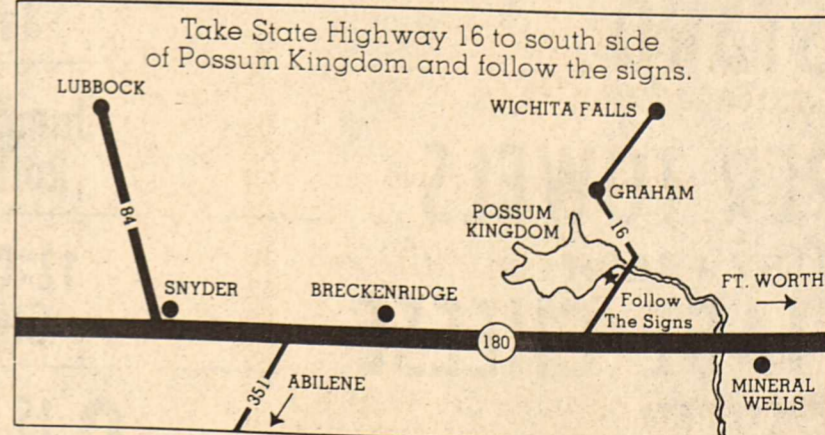 Take State Highway 16 to south side
of Possum Kingdom and follow the signs.
LUBBOCK
WICHITA FALLS
84
GRAHAM
16
POSSUM
KINGDOM
SNYDER
BRECKENRIDGE
FT. WORTH
Follow
The Signs
180
351
ABILENE
MINERAL
WELLS